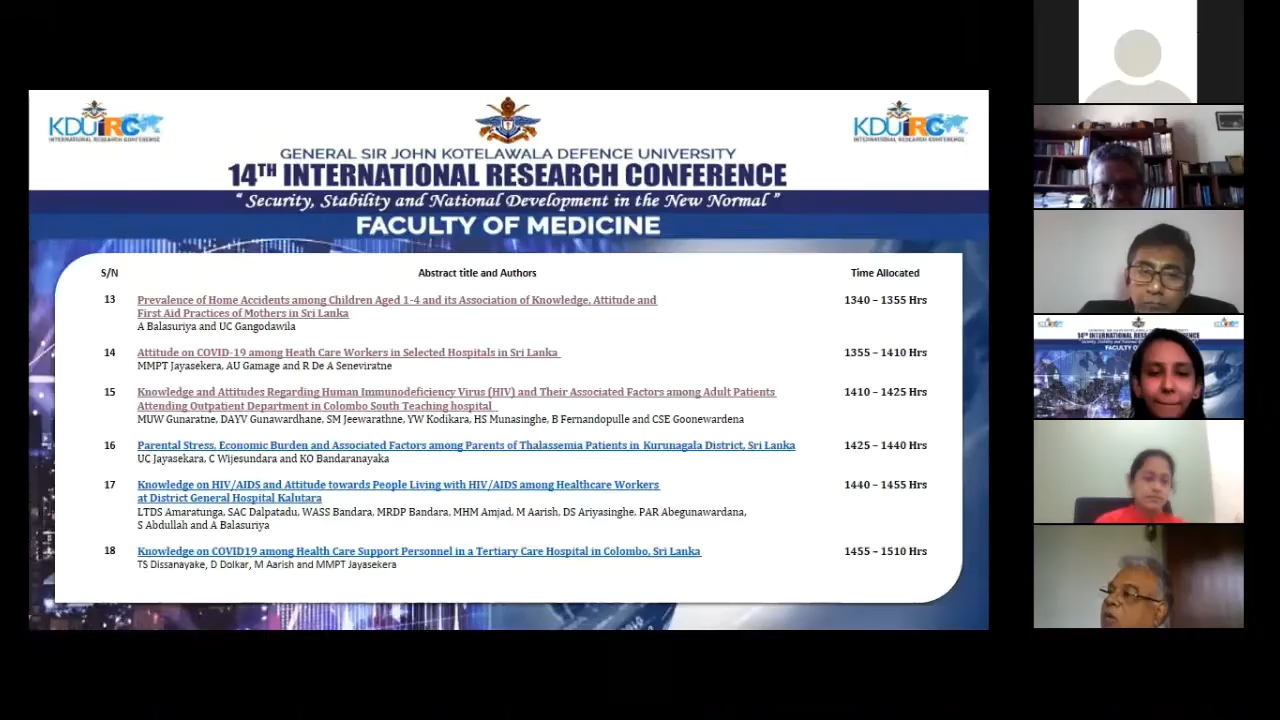 KDU IRC
INTERNATIONAL RESEARCH CONFERENCE
KDU IRC
INTERNATIONAL RESEARCH CONFERENCE
GENERAL SIR JOHN KOTELAWALA DEFENCE UNIVERSITY
14TH INTERNATIONAL RESEARCH CONFERENCE
" Security, Stability and National Development in the New Normal "
FACULTY OF MEDICINE
S/N Abstract title and Authors Time Allocated
13 Prevalence of Home Accidents among Children Aged 1-4 and its Association of Knowledge, Attitude and 1340 – 1355 Hrs
First Aid Practices of Mothers in Sri Lanka
A Balasuriya and UC Gangodawila
14 Attitude on COVID-19 among Heath Care Workers in Selected Hospitals in Sri Lanka 1355 – 1410 Hrs
MMPT Jayasekera, AU Gamage and R De A Seneviratne
15 Knowledge and Attitudes Regarding Human Immunodeficiency Virus (HIV) and Their Associated Factors among Adult Patients 1410 – 1425 Hrs
Attending Outpatient Department in Colombo South Teaching hospital
MUW Gunaratne, DAYV Gunawardhane, SM Jeewarathne, YW Kodikara, HS Munasinghe, B Fernandopulle and CSE Goonewardena
16 Parental Stress, Economic Burden and Associated Factors among Parents of Thalassemia Patients in Kurunagala District, Sri Lanka 1425 – 1440 Hrs
UC Jayasekara, C Wijesundara and KO Bandaranayaka
17 Knowledge on HIV/AIDS and Attitude towards People Living with HIV/AIDS among Healthcare Workers 1440 – 1455 Hrs
at District General Hospital Kalutara
LTDS Amaratunga, SAC Dalpatadu, WASS Bandara, MRDP Bandara, MHM Amjad, M Aarish, DS Ariyasinghe, PAR Abegunawardana,
S Abdullah and A Balasuriya
18 Knowledge on COVID19 among Health Care Support Personnel in a Tertiary Care Hospital in Colombo, Sri Lanka 1455 – 1510 Hrs
TS Dissanayake, D Dolkar, M Aarish and MMPT Jayasekera